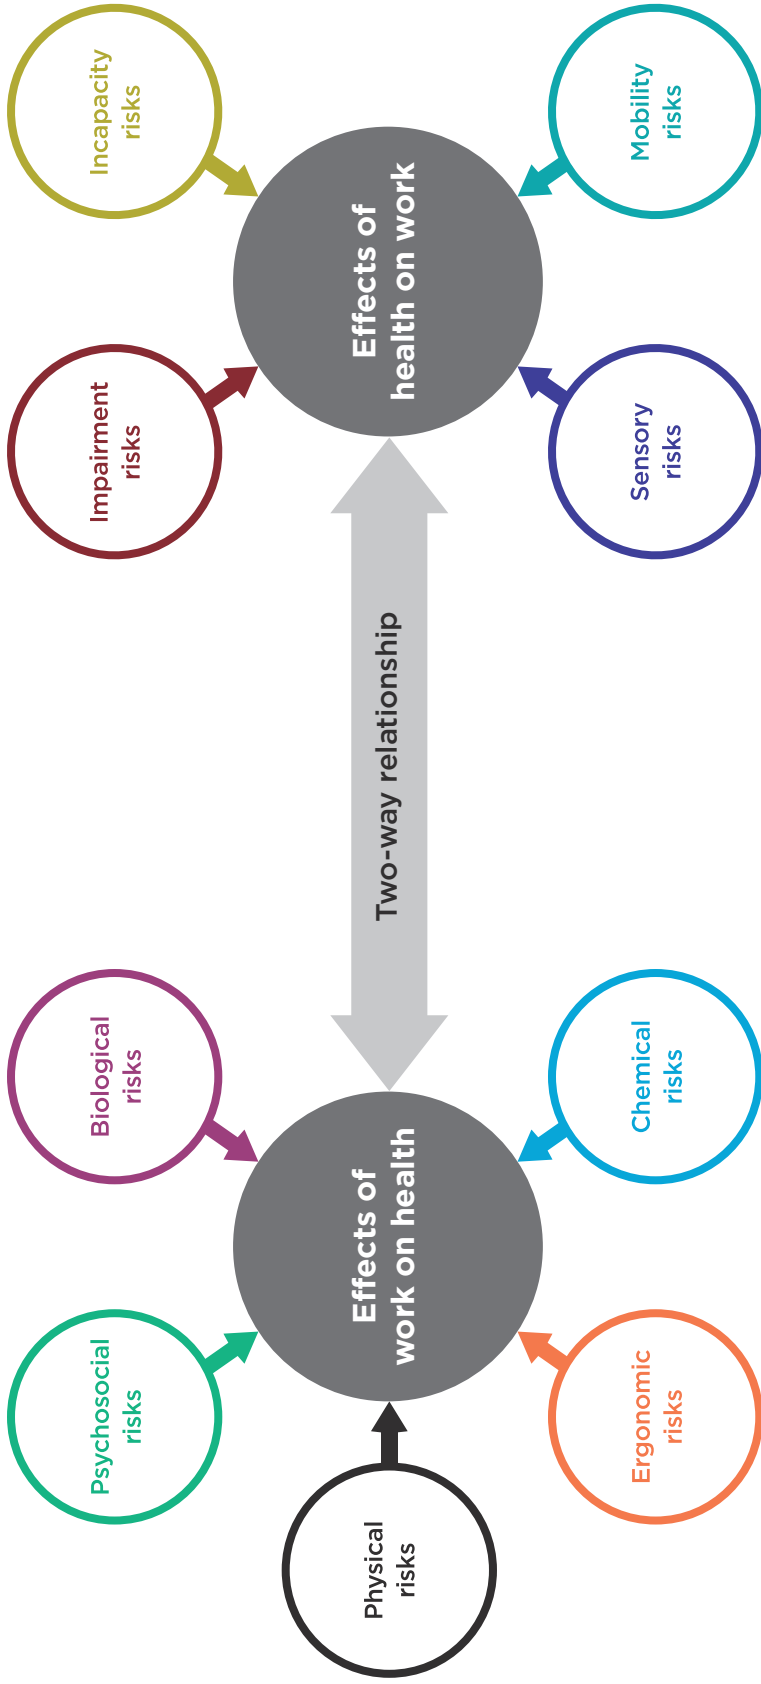 Psychosocial
risks
Biological
risks
Impairment
risks
Incapacity
risks
Physical
risks
Effects of
work on health
Two-way relationship
Effects of
health on work
Ergonomic
risks
Chemical
risks
Sensory
risks
Mobility
risks